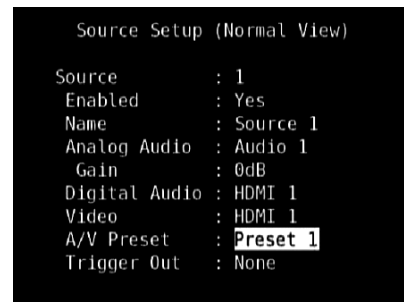 Source Setup (Normal View)
Source : 1
Enabled : Yes
Name : Source 1
Analog Audio : Audio 1
Gain : 0dB
Digital Audio : HDMI 1
Video : HDMI 1
A/V Preset : Preset 1
Trigger Out : None